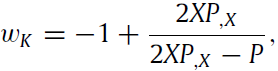 $w_K = -1 + \frac{2XP_{,X}}{2XP_{,X} - P},$